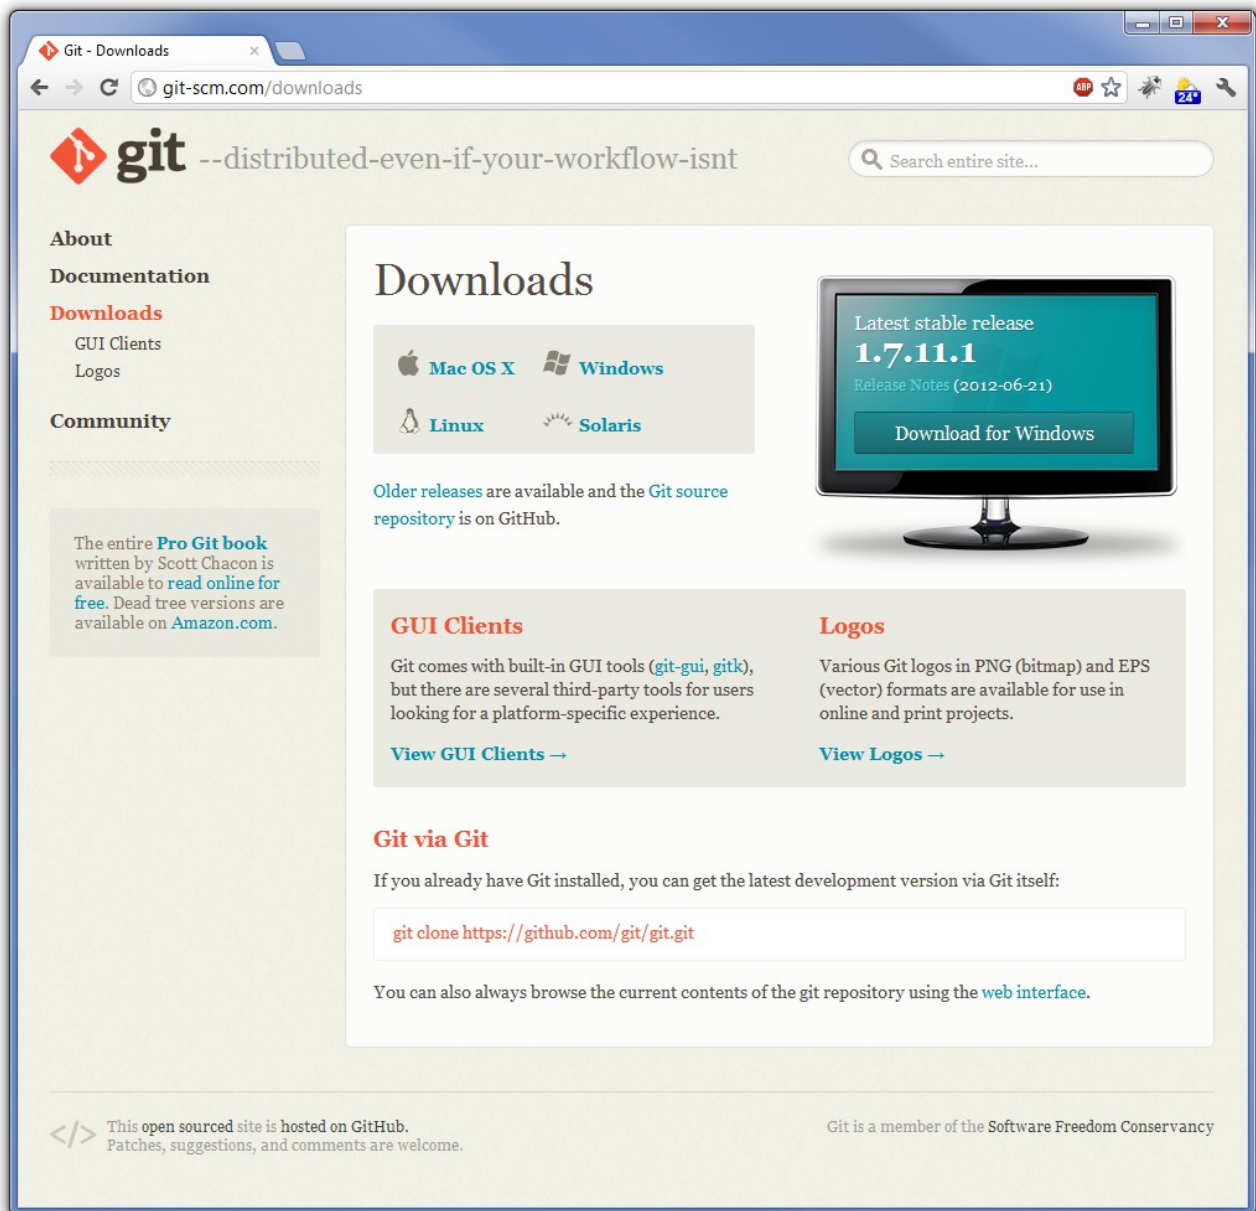 Git - Downloads
git-scm.com/downloads
ABP
24°
git --distributed-even-if-your-workflow-isnt
Search entire site...
About
Documentation
Downloads
GUI Clients
Logos
Community
The entire Pro Git book
written by Scott Chacon is
available to read online for
free. Dead tree versions are
available on Amazon.com.
Downloads
Mac OS X
Windows
Linux
Solaris
Older releases are available and the Git source
repository is on GitHub.
Latest stable release
1.7.11.1
Release Notes (2012-06-21)
Download for Windows
GUI Clients
Git comes with built-in GUI tools (git-gui, gitk),
but there are several third-party tools for users
looking for a platform-specific experience.
View GUI Clients →
Logos
Various Git logos in PNG (bitmap) and EPS
(vector) formats are available for use in
online and print projects.
View Logos →
Git via Git
If you already have Git installed, you can get the latest development version via Git itself:
git clone https://github.com/git/git.git
You can also always browse the current contents of the git repository using the web interface.
</> This open sourced site is hosted on GitHub.
Patches, suggestions, and comments are welcome.
Git is a member of the Software Freedom Conservancy